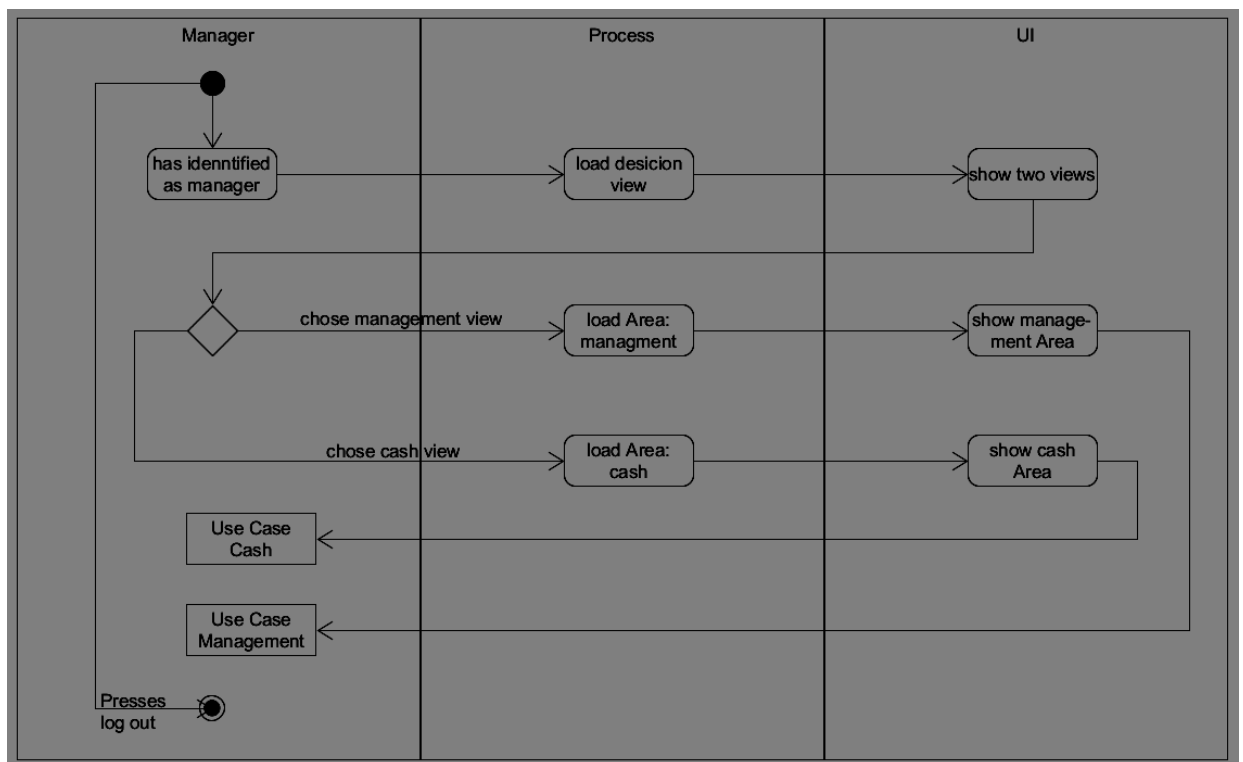 Manager
Process
UI
has idenntified
as manager
load desicion
view
show two views
chose management view
load Area:
managment
show manage-
ment Area
chose cash view
load Area:
cash
show cash
Area
Use Case
Cash
Use Case
Management
Presses
log out